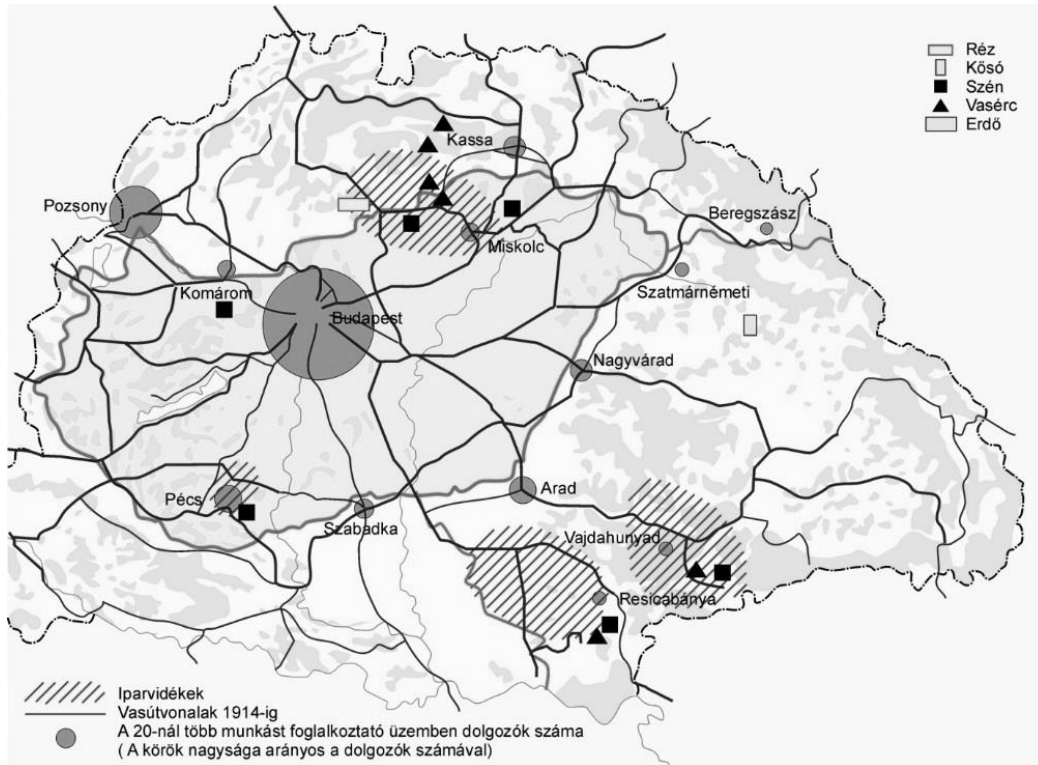 Réz
Kősó
Szén
Vasérc
Erdő
Kassa
Pozsony
Beregszász
Miskolc
Komárom
Szatmárnémeti
Budapest
Nagyvárad
Arad
Pécs
Szabadka
Vajdahunyad
Resicabánya
Iparvidékek
Vasútvonalak 1914-ig
A 20-nál több munkást foglalkoztató üzemben dolgozók száma
( A körök nagysága arányos a dolgozók számával)